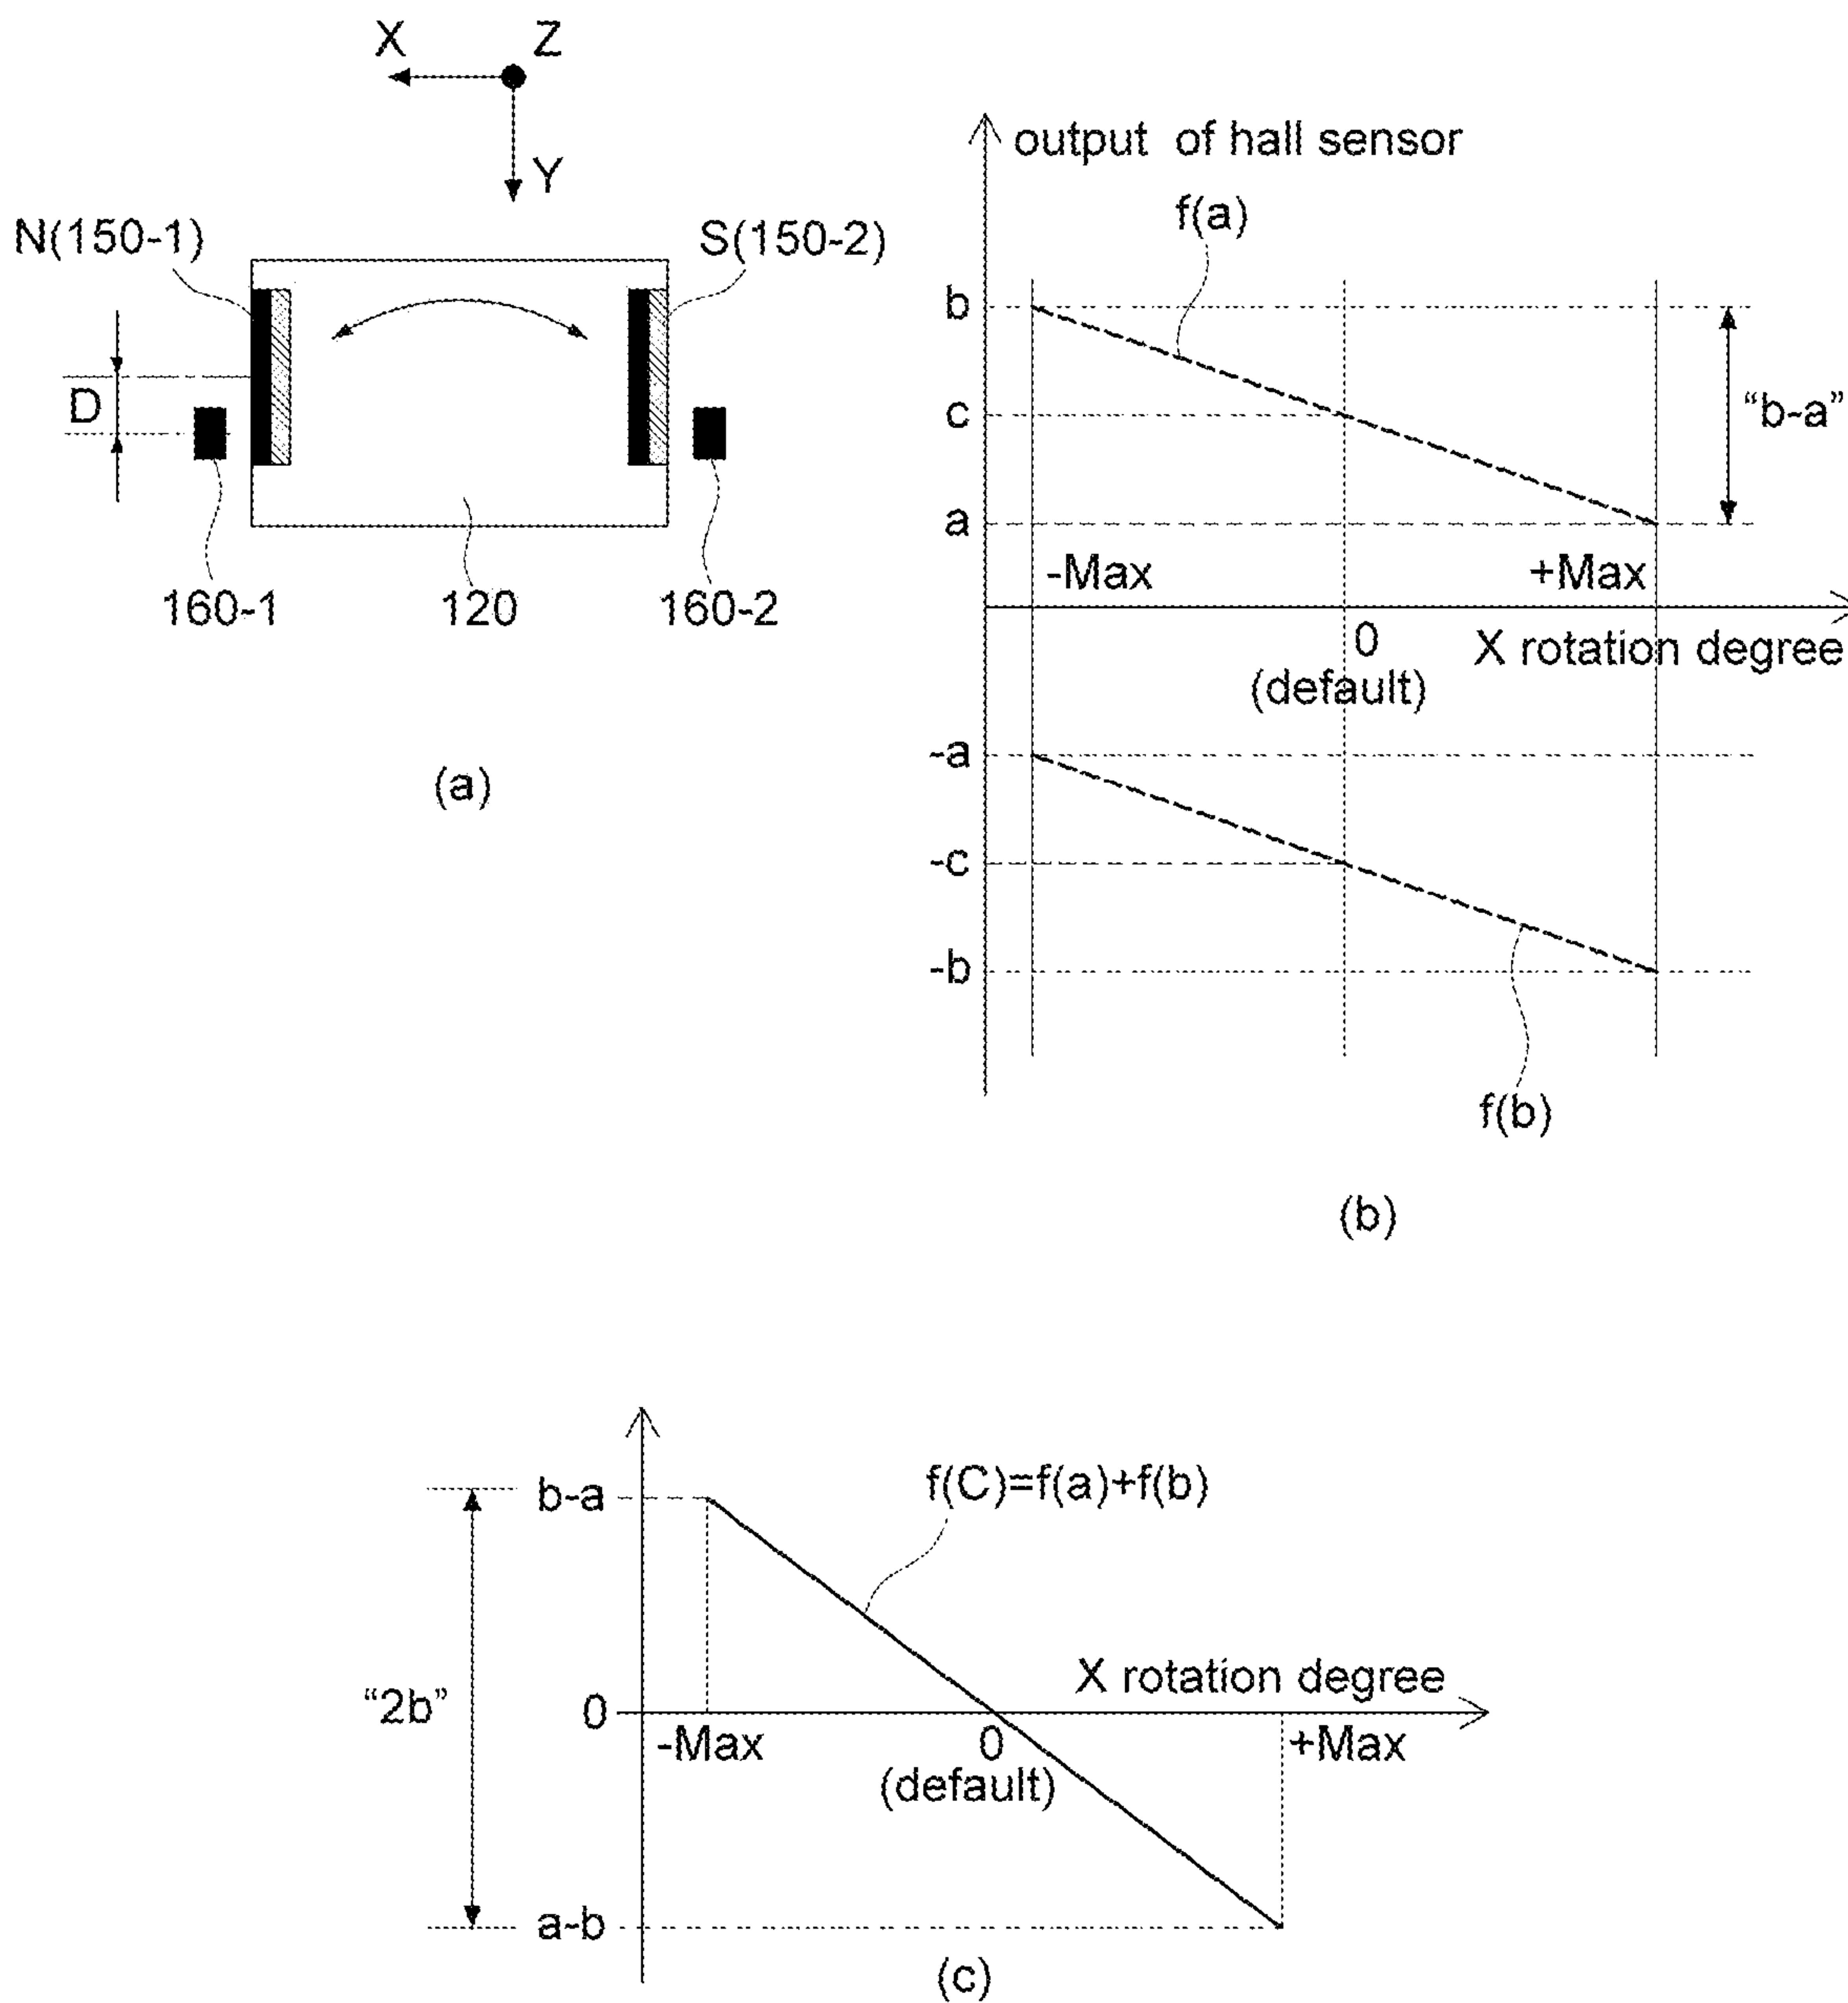 X
Z
Y
N(150-1)
S(150-2)
D
160-1
120
160-2
(a)
output of hall sensor
f(a)
b
c
a
"b-a"
-Max
+Max
0
(default)
X rotation degree
-a
-c
-b
f(b)
(b)
b-a
f(C)=f(a)+f(b)
"2b"
0
X rotation degree
-Max
0
(default)
+Max
a-b
(c)